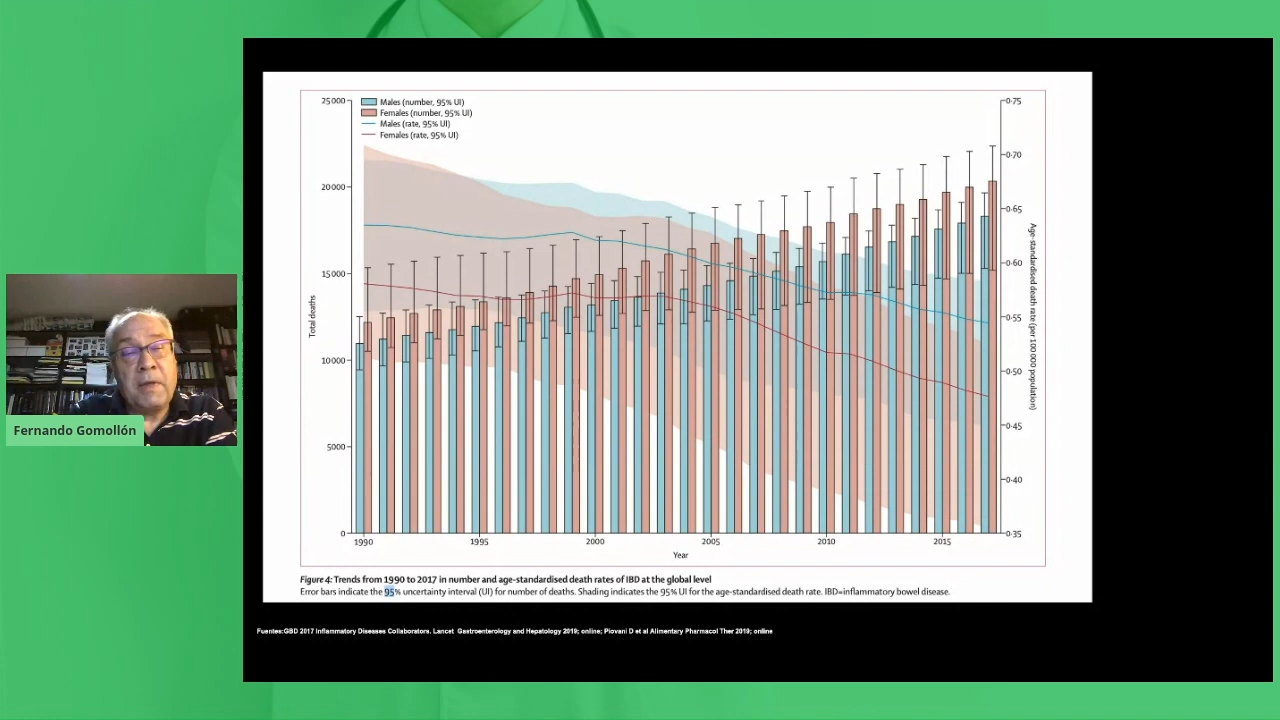 25000
20000
15000
10000
5000
0
Total deaths
Males (number, 95% UI)
Females (number, 95% UI)
Males (rate, 95% UI)
Females (rate, 95% UI)
0·75
0·70
0·65
0·60
0·55
0·50
0·45
0·40
0·35
Age-standardised death rate (per 100 000 population)
1990
1995
2000
2005
2010
2015
Year
Figure 4: Trends from 1990 to 2017 in number and age-standardised death rates of IBD at the global level
Error bars indicate the 95% uncertainty interval (UI) for number of deaths. Shading indicates the 95% UI for the age-standardised death rate. IBD=inflammatory bowel disease.
Fuentes:GBD 2017 Inflammatory Diseases Collaborators. Lancet Gastroenterology and Hepatology 2019; online; Piovani D et al Alimentary Pharmacol Ther 2019; online
Fernando Gomollón